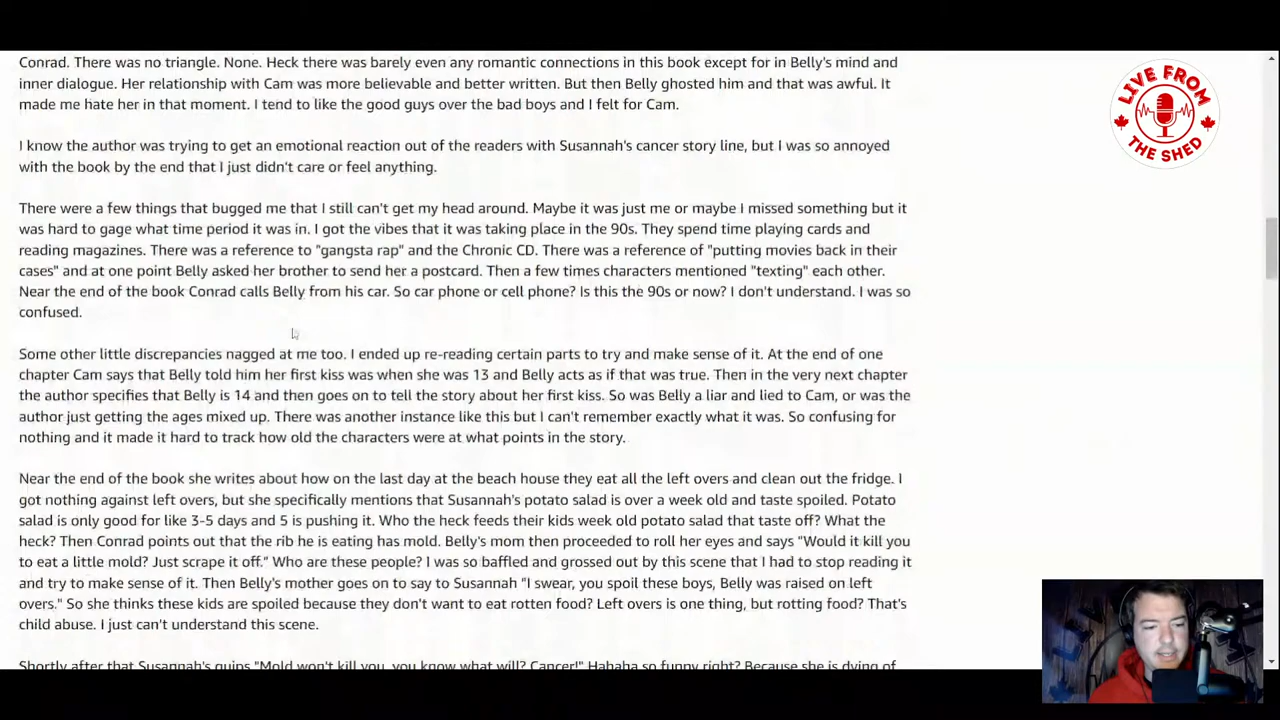 Conrad. There was no triangle. None. Heck there was barely even any romantic connections in this book except for in Belly's mind and
inner dialogue. Her relationship with Cam was more believable and better written. But then Belly ghosted him and that was awful. It
made me hate her in that moment. I tend to like the good guys over the bad boys and I felt for Cam.
I know the author was trying to get an emotional reaction out of the readers with Susannah's cancer story line, but I was so annoyed
with the book by the end that I just didn't care or feel anything.
There were a few things that bugged me that I still can't get my head around. Maybe it was just me or maybe I missed something but it
was hard to gage what time period it was in. I got the vibes that it was taking place in the 90s. They spend time playing cards and
reading magazines. There was a reference to "gangsta rap" and the Chronic CD. There was a reference of "putting movies back in their
cases" and at one point Belly asked her brother to send her a postcard. Then a few times characters mentioned "texting" each other.
Near the end of the book Conrad calls Belly from his car. So car phone or cell phone? Is this the 90s or now? I don't understand. I was so
confused.
Some other little discrepancies nagged at me too. I ended up re-reading certain parts to try and make sense of it. At the end of one
chapter Cam says that Belly told him her first kiss was when she was 13 and Belly acts as if that was true. Then in the very next chapter
the author specifies that Belly is 14 and then goes on to tell the story about her first kiss. So was Belly a liar and lied to Cam, or was the
author just getting the ages mixed up. There was another instance like this but I can't remember exactly what it was. So confusing for
nothing and it made it hard to track how old the characters were at what points in the story.
Near the end of the book she writes about how on the last day at the beach house they eat all the left overs and clean out the fridge. I
got nothing against left overs, but she specifically mentions that Susannah's potato salad is over a week old and taste spoiled. Potato
salad is only good for like 3-5 days and 5 is pushing it. Who the heck feeds their kids week old potato salad that taste off? What the
heck? Then Conrad points out that the rib he is eating has mold. Belly's mom then proceeded to roll her eyes and says "Would it kill you
to eat a little mold? Just scrape it off." Who are these people? I was so baffled and grossed out by this scene that I had to stop reading it
and try to make sense of it. Then Belly's mother goes on to say to Susannah "I swear, you spoil these boys, Belly was raised on left
overs." So she thinks these kids are spoiled because they don't want to eat rotten food? Left overs is one thing, but rotting food? That's
child abuse. I just can't understand this scene.
Shortly after that Susannah's quips "Mold won't kill you, you know what will? Cancer!" Hahaha so funny right? Because she is dying of
LIVE FROM
THE SHED